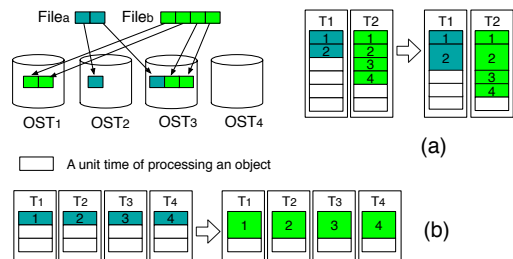 Fileₐ Fileb
OST₁ OST₂ OST₃ OST₄
T₁ T₂ T₁ T₂
1 1 1 1
2 2 2 2
3 3
4 4
(a)
A unit time of processing an object
T₁ T₂ T₃ T₄ T₁ T₂ T₃ T₄
1 2 3 4 1 2 3 4
(b)